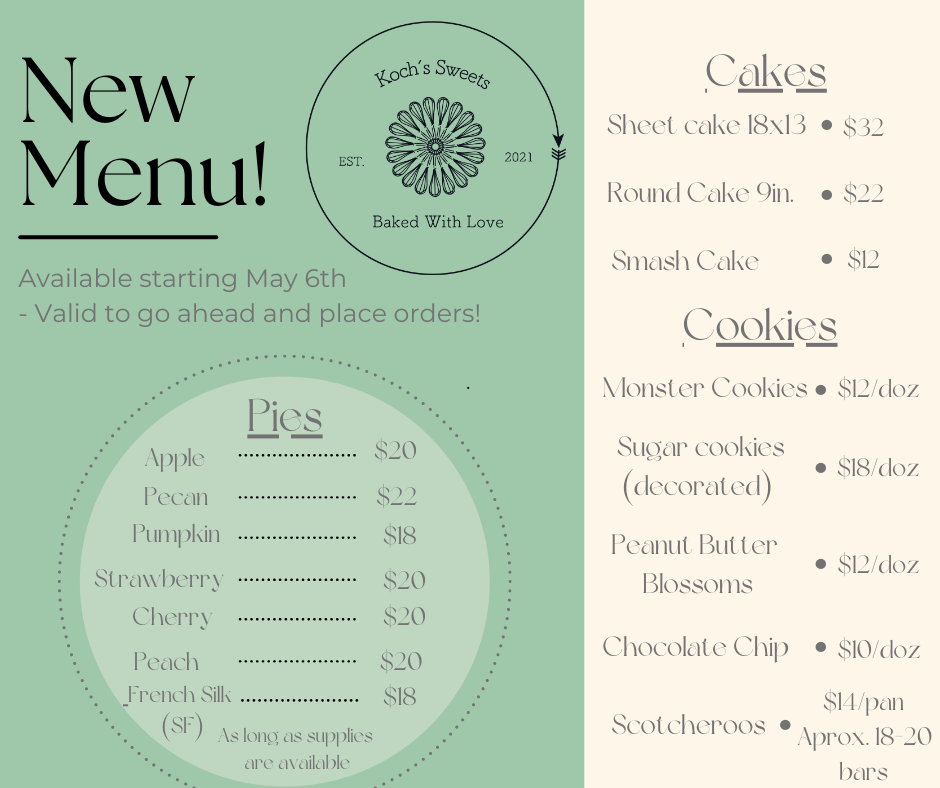 New
Menu!
Koch's Sweets
EST.
2021
Baked With Love
Available starting May 6th
- Valid to go ahead and place orders!
Pies
Apple ........................ $20
Pecan ........................ $22
Pumpkin ........................ $18
Strawberry ........................ $20
Cherry ........................ $20
Peach ........................ $20
French Silk ........................ $18
(SF)
As long as supplies
are available
Cakes
Sheet cake 18x13 • $32
Round Cake 9in. • $22
Smash Cake • $12
Cookies
Monster Cookies • $12/doz
Sugar cookies
(decorated) • $18/doz
Peanut Butter
Blossoms • $12/doz
Chocolate Chip • $10/doz
Scotcheroos • $14/pan
Aprox. 18-20
bars